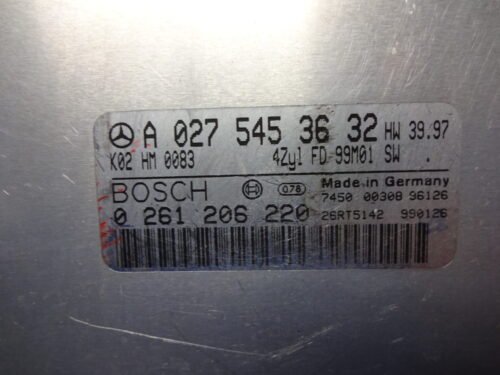 A 027 545 36 32 HW 39.97
K02 HM 0083 4Zyl FD 99M01 SW .
BOSCH 078 Made in Germany
7450 00308 96126
0 261 206 220 26RT5142 990126